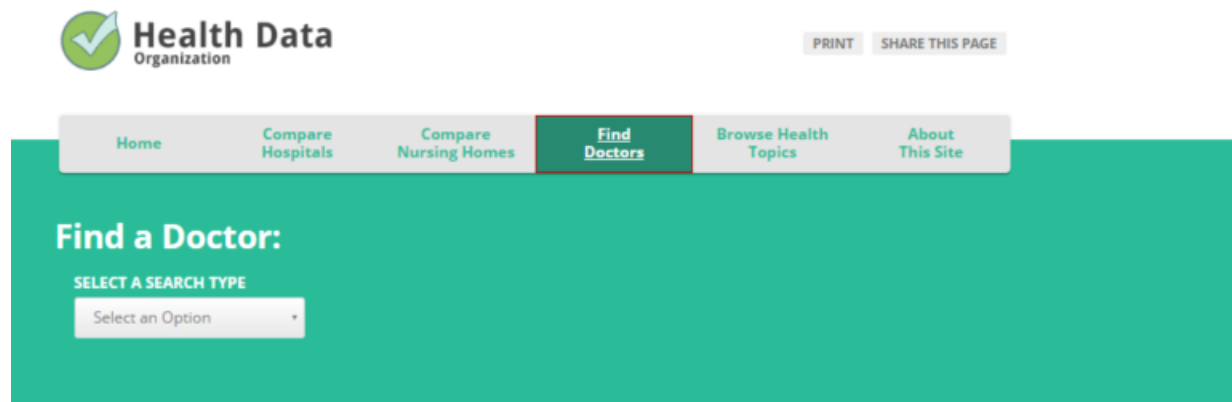 Health Data
Organization
PRINT SHARE THIS PAGE
Home Compare Hospitals Compare Nursing Homes Find Doctors Browse Health Topics About This Site
Find a Doctor:
SELECT A SEARCH TYPE
Select an Option